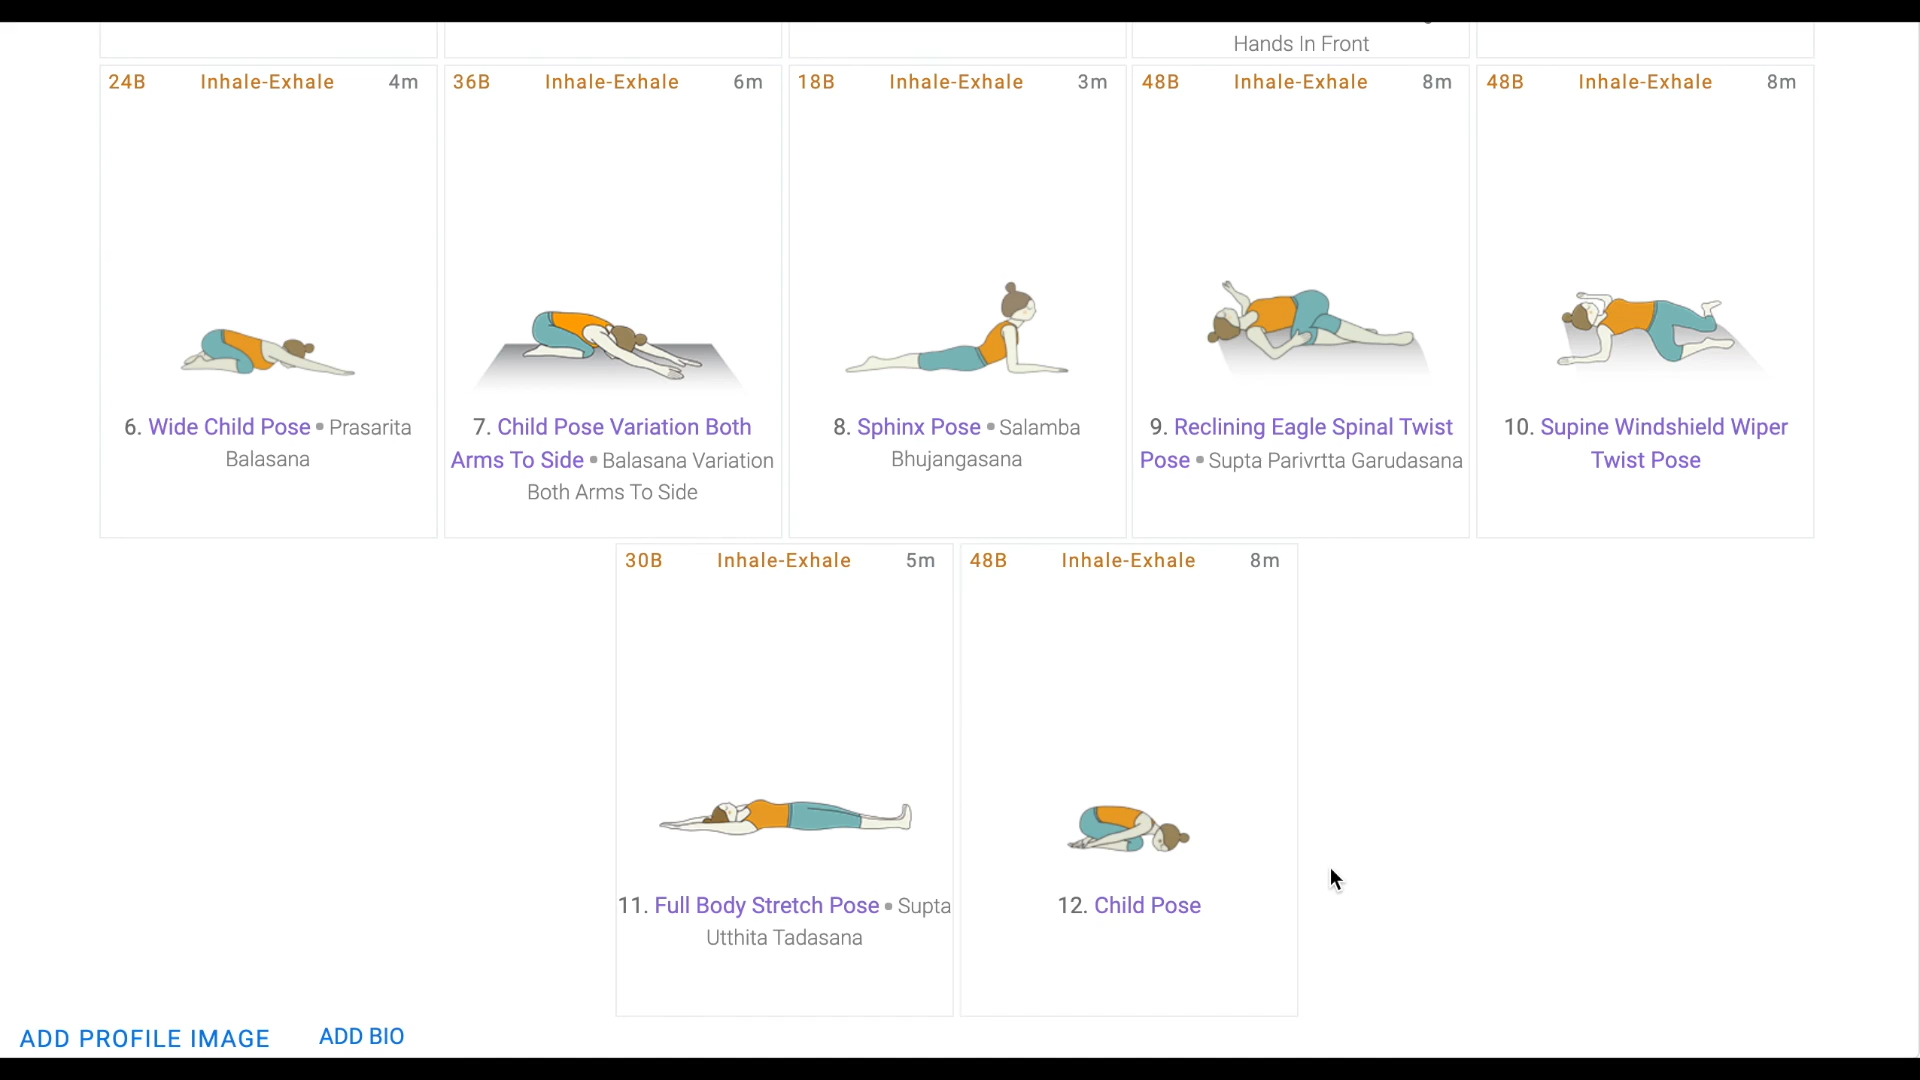 Hands In Front
24B Inhale-Exhale 4m
36B Inhale-Exhale 6m
18B Inhale-Exhale 3m
48B Inhale-Exhale 8m
48B Inhale-Exhale 8m
6. Wide Child Pose • Prasarita
Balasana
7. Child Pose Variation Both
Arms To Side • Balasana Variation
Both Arms To Side
8. Sphinx Pose • Salamba
Bhujangasana
9. Reclining Eagle Spinal Twist
Pose • Supta Parivrtta Garudasana
10. Supine Windshield Wiper
Twist Pose
30B Inhale-Exhale 5m
48B Inhale-Exhale 8m
11. Full Body Stretch Pose • Supta
Utthita Tadasana
12. Child Pose
ADD PROFILE IMAGE
ADD BIO